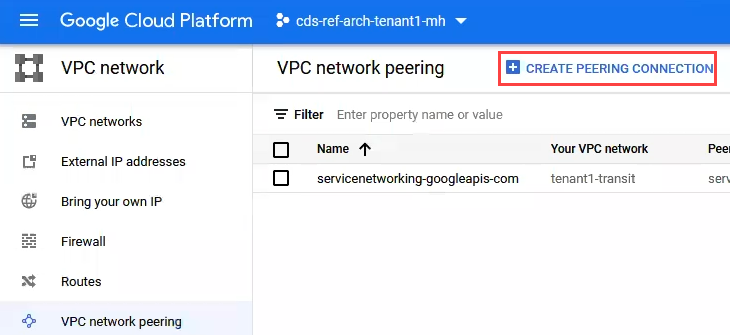 Google Cloud Platform
cds-ref-arch-tenant1-mh
VPC network
VPC network peering
CREATE PEERING CONNECTION
Filter
Enter property name or value
VPC networks
External IP addresses
Bring your own IP
Firewall
Routes
VPC network peering
Name
Your VPC network
Peer
servicenetworking-googleapis-com
tenant1-transit
serv